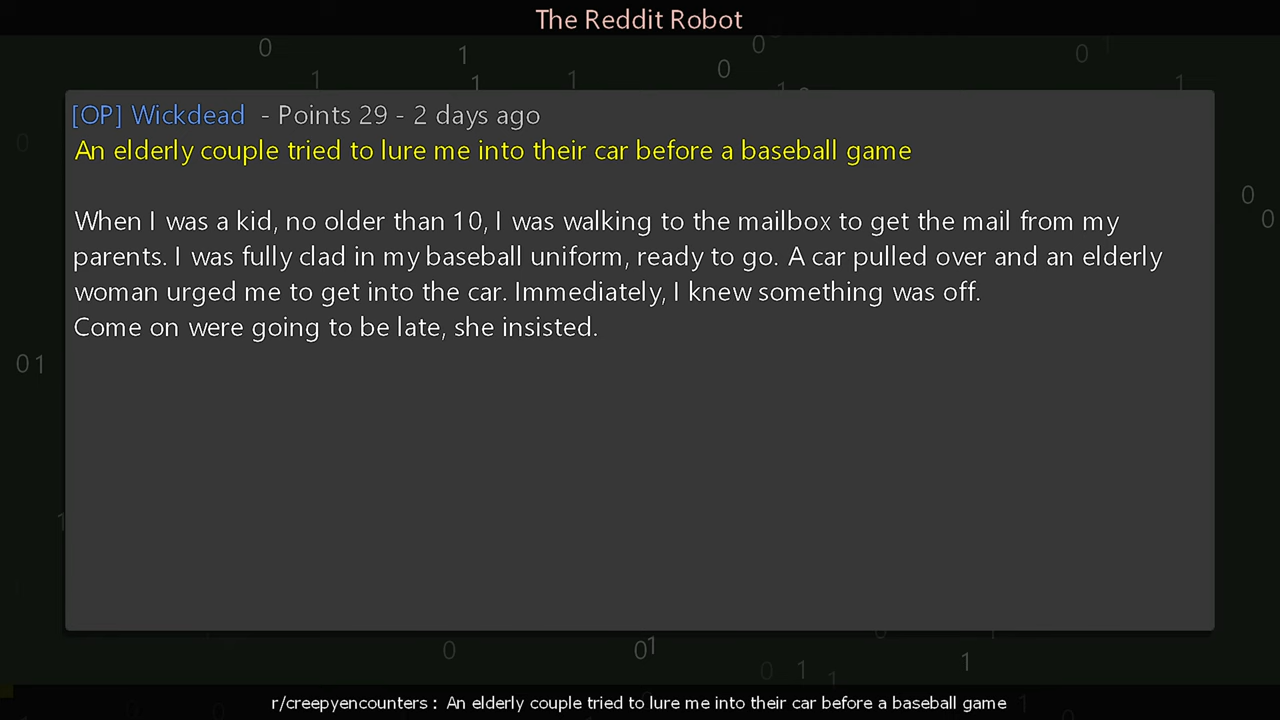 The Reddit Robot
[OP] Wickdead - Points 29 - 2 days ago
An elderly couple tried to lure me into their car before a baseball game
When I was a kid, no older than 10, I was walking to the mailbox to get the mail from my
parents. I was fully clad in my baseball uniform, ready to go. A car pulled over and an elderly
woman urged me to get into the car. Immediately, I knew something was off.
Come on were going to be late, she insisted.
r/creepyencounters : An elderly couple tried to lure me into their car before a baseball game